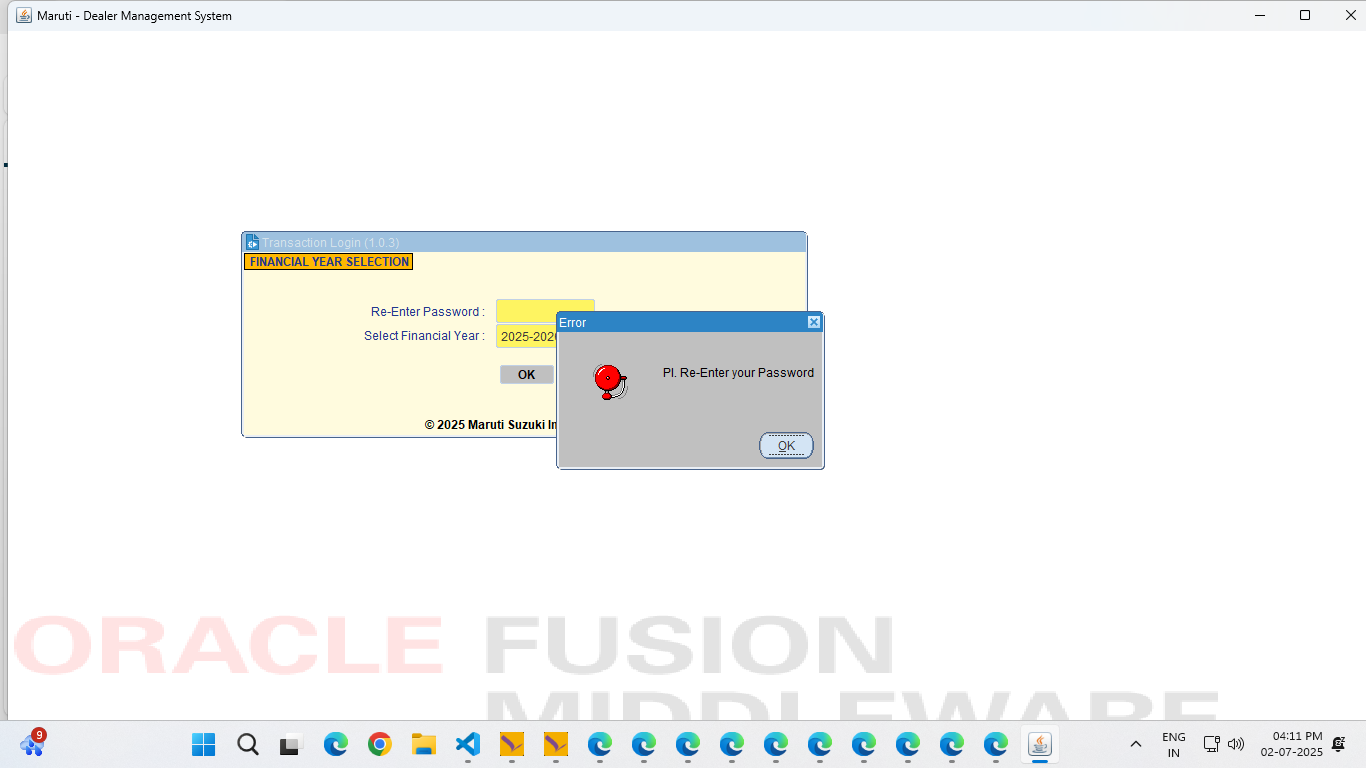 Maruti - Dealer Management System
Transaction Login (1.0.3)
FINANCIAL YEAR SELECTION
Re-Enter Password :
Select Financial Year : 2025-202
OK
© 2025 Maruti Suzuki In
Error
Pl. Re-Enter your Password
OK
ORACLE FUSION
MIDDLEWARE
9
ENG
IN
04:11 PM
02-07-2025